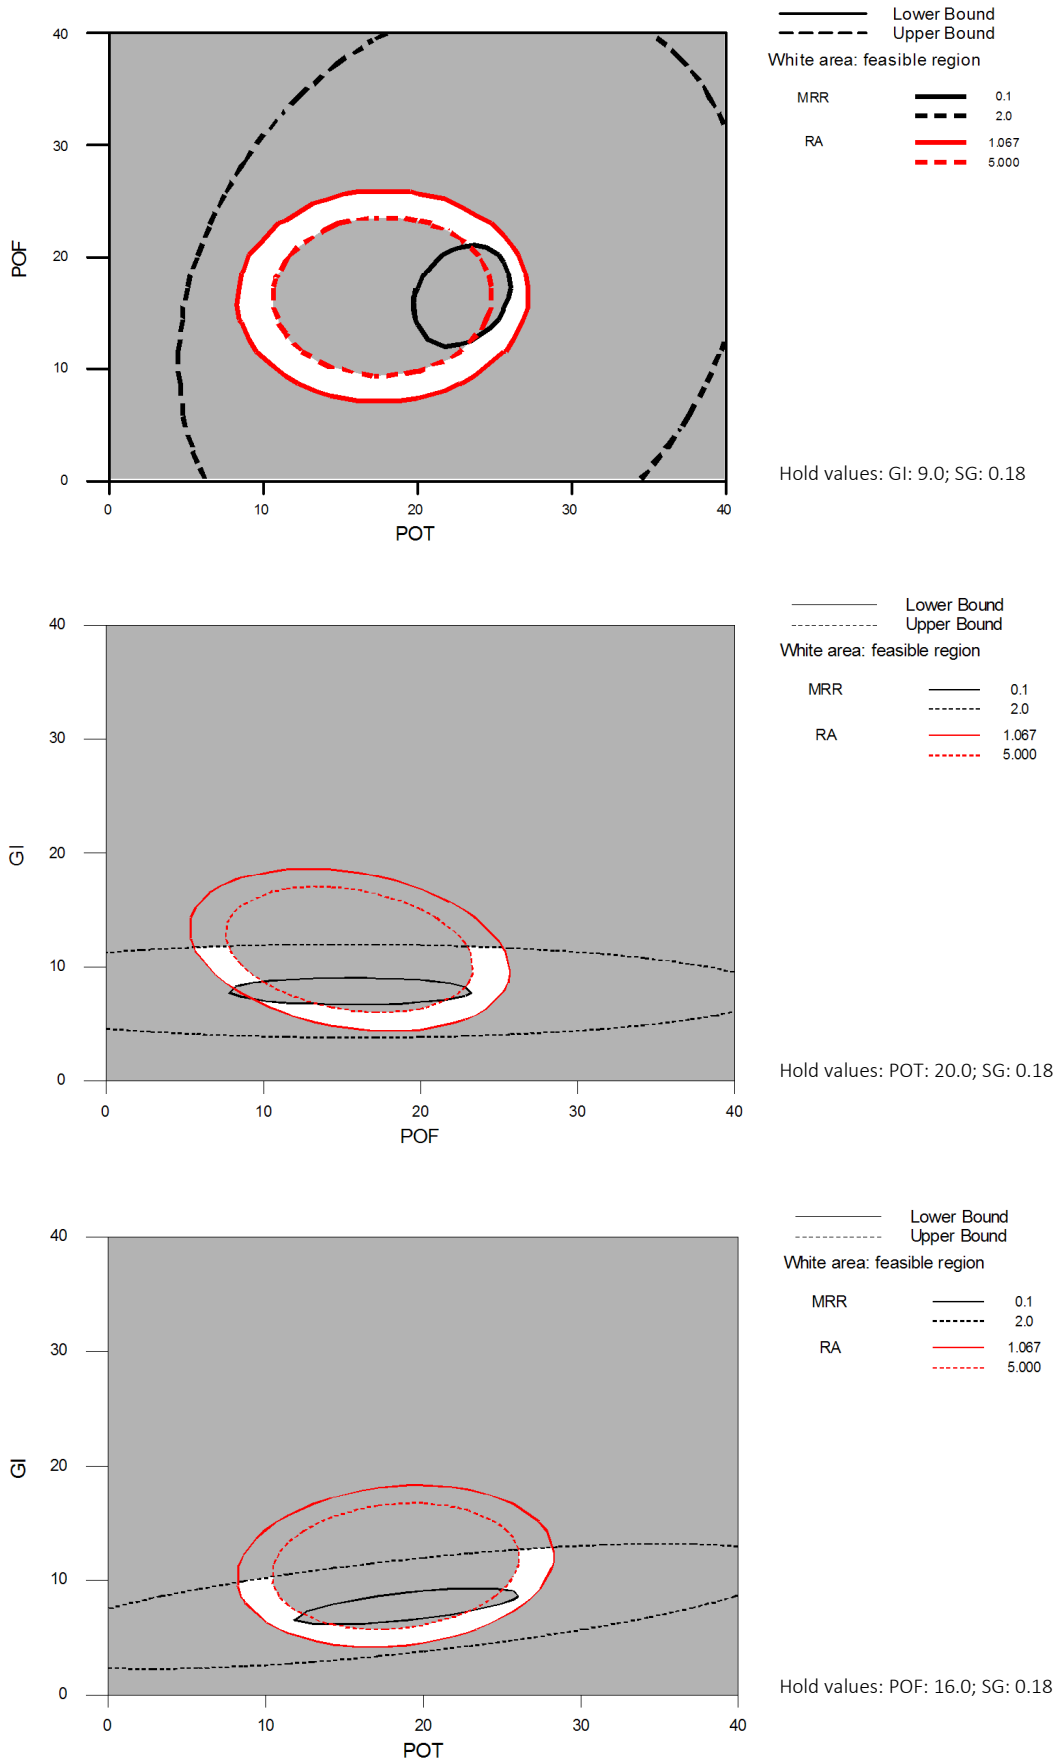 Lower Bound
Upper Bound
White area: feasible region
MRR 0.1
2.0
RA 1.067
5.000
40
30
20
10
0
POF
0 10 20 30 40
POT
Hold values: GI: 9.0; SG: 0.18
Lower Bound
Upper Bound
White area: feasible region
MRR 0.1
2.0
RA 1.067
5.000
40
30
20
10
0
GI
0 10 20 30 40
POF
Hold values: POT: 20.0; SG: 0.18
Lower Bound
Upper Bound
White area: feasible region
MRR 0.1
2.0
RA 1.067
5.000
40
30
20
10
0
GI
0 10 20 30 40
POT
Hold values: POF: 16.0; SG: 0.18